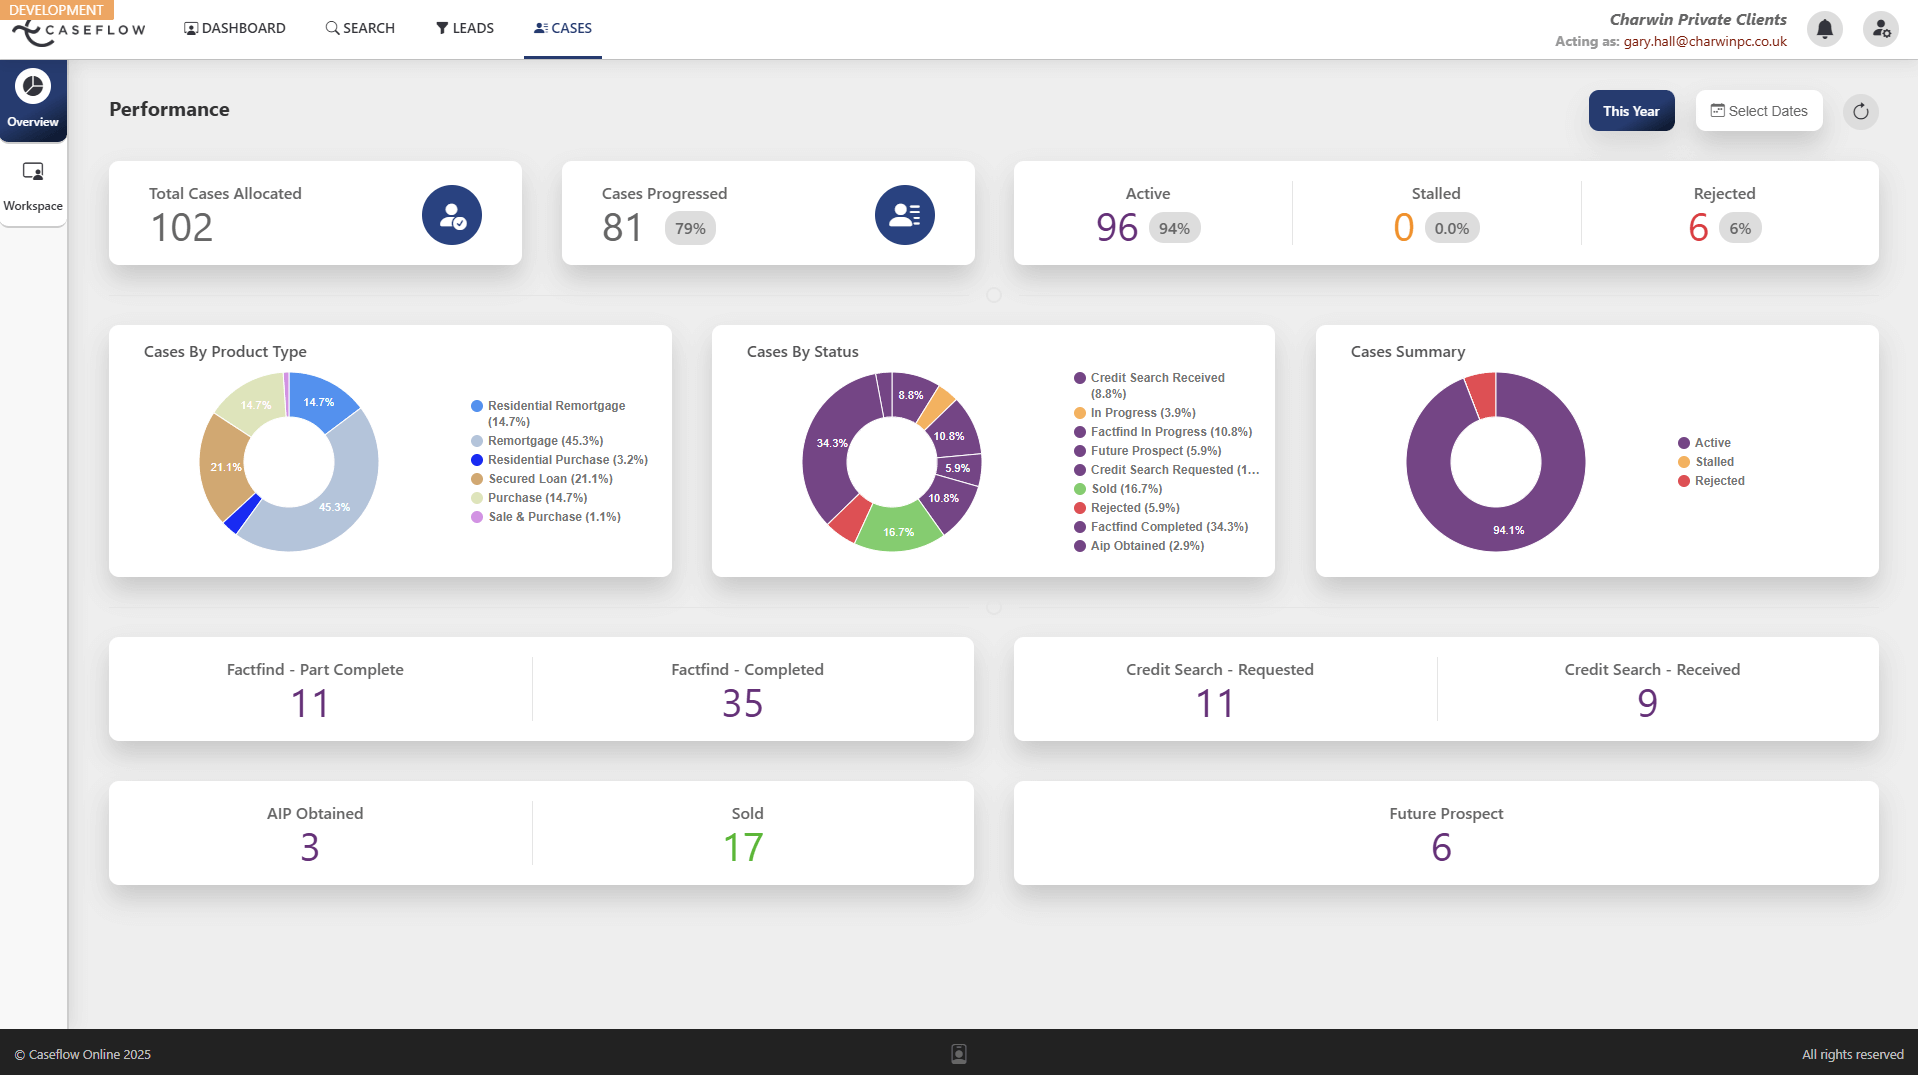 DEVELOPMENT
CASEFLOW
DASHBOARD
SEARCH
LEADS
CASES
Charwin Private Clients
Acting as: gary.hall@charwinpc.co.uk
Overview
Workspace
Performance
This Year
Select Dates
Total Cases Allocated
102
Cases Progressed
81 79%
Active
96 94%
Stalled
0 0.0%
Rejected
6 6%
Cases By Product Type
14.7%
14.7%
21.1%
45.3%
Residential Remortgage
(14.7%)
Remortgage (45.3%)
Residential Purchase (3.2%)
Secured Loan (21.1%)
Purchase (14.7%)
Sale & Purchase (1.1%)
Cases By Status
8.8%
34.3%
10.8%
5.9%
10.8%
16.7%
Credit Search Received
(8.8%)
In Progress (3.9%)
Factfind In Progress (10.8%)
Future Prospect (5.9%)
Credit Search Requested (1...
Sold (16.7%)
Rejected (5.9%)
Factfind Completed (34.3%)
Aip Obtained (2.9%)
Cases Summary
94.1%
Active
Stalled
Rejected
Factfind - Part Complete
11
Factfind - Completed
35
Credit Search - Requested
11
Credit Search - Received
9
AIP Obtained
3
Sold
17
Future Prospect
6
© Caseflow Online 2025
All rights reserved